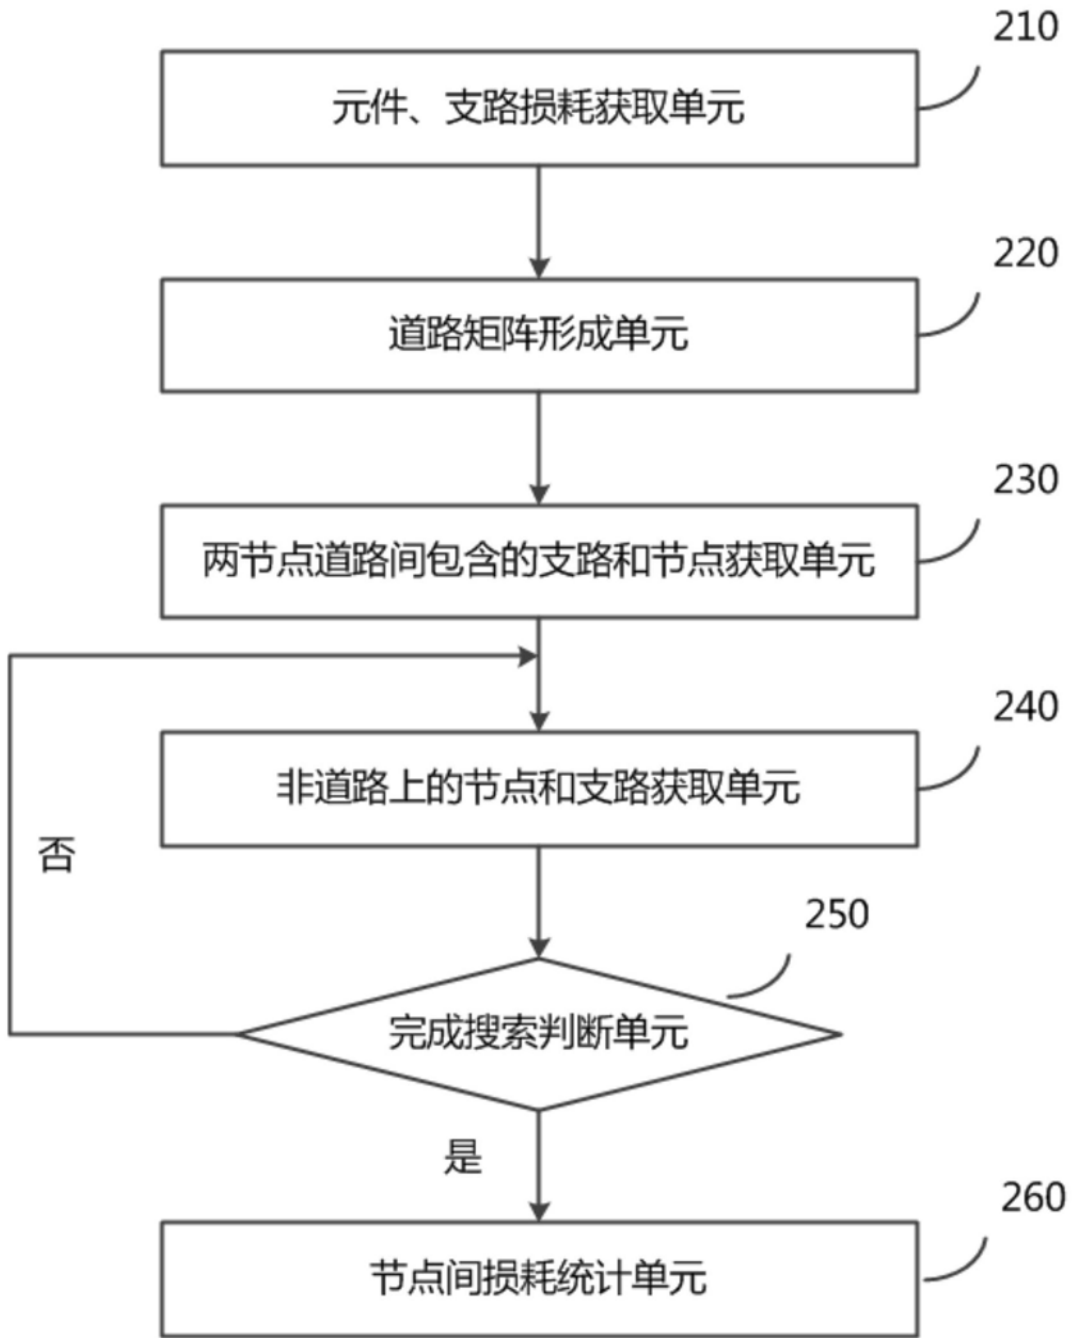 210
元件、支路损耗获取单元
220
道路矩阵形成单元
230
两节点道路间包含的支路和节点获取单元
240
非道路上的节点和支路获取单元
否
250
完成搜索判断单元
是
260
节点间损耗统计单元